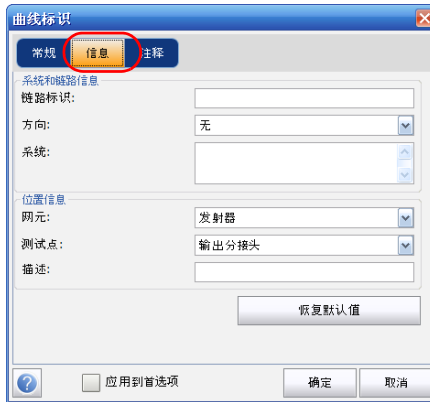 曲线标识
常规 信息 注释
系统和链路信息
链路标识:
方向: 无
系统:
位置信息
网元: 发射器
测试点: 输出分接头
描述:
恢复默认值
? 应用到首选项 确定 取消